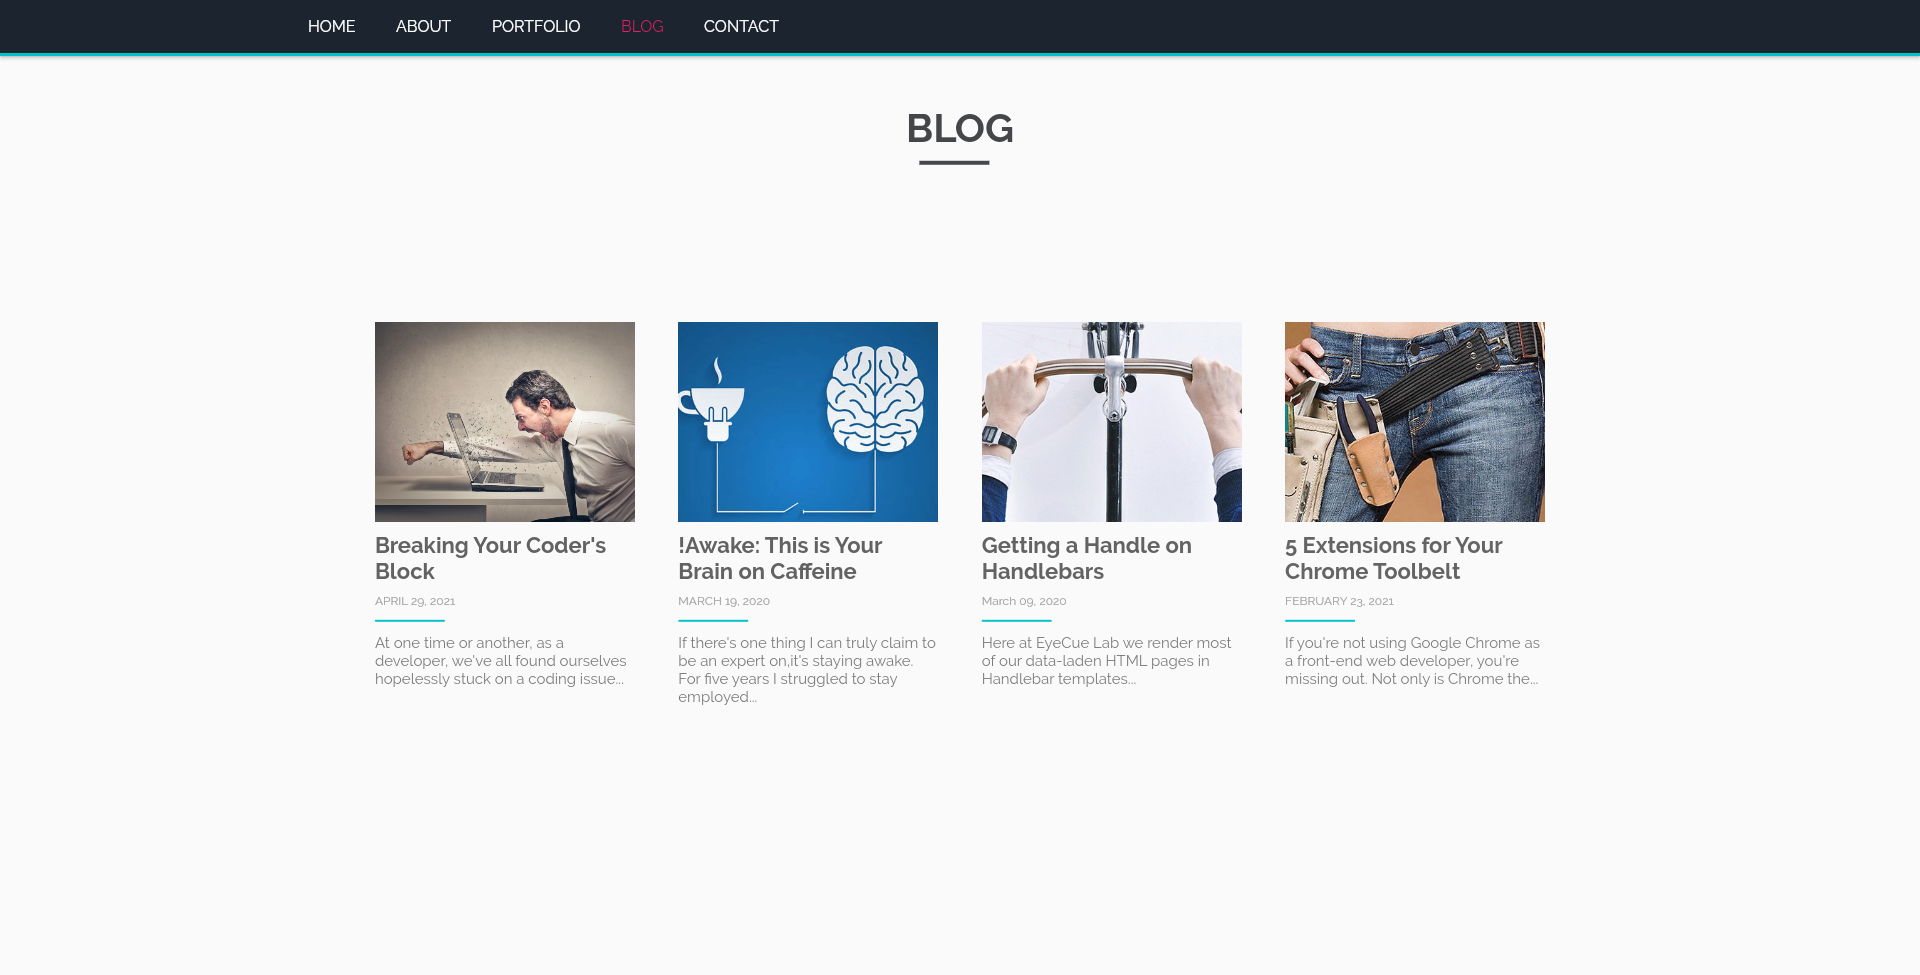 HOME ABOUT PORTFOLIO BLOG CONTACT
BLOG
Breaking Your Coder's
Block
APRIL 29, 2021
At one time or another, as a
developer, we've all found ourselves
hopelessly stuck on a coding issue...
!Awake: This is Your
Brain on Caffeine
MARCH 19, 2020
If there's one thing I can truly claim to
be an expert on,it's staying awake.
For five years I struggled to stay
employed...
Getting a Handle on
Handlebars
March 09, 2020
Here at EyeCue Lab we render most
of our data-laden HTML pages in
Handlebar templates...
5 Extensions for Your
Chrome Toolbelt
FEBRUARY 23, 2021
If you're not using Google Chrome as
a front-end web developer, you're
missing out. Not only is Chrome the...